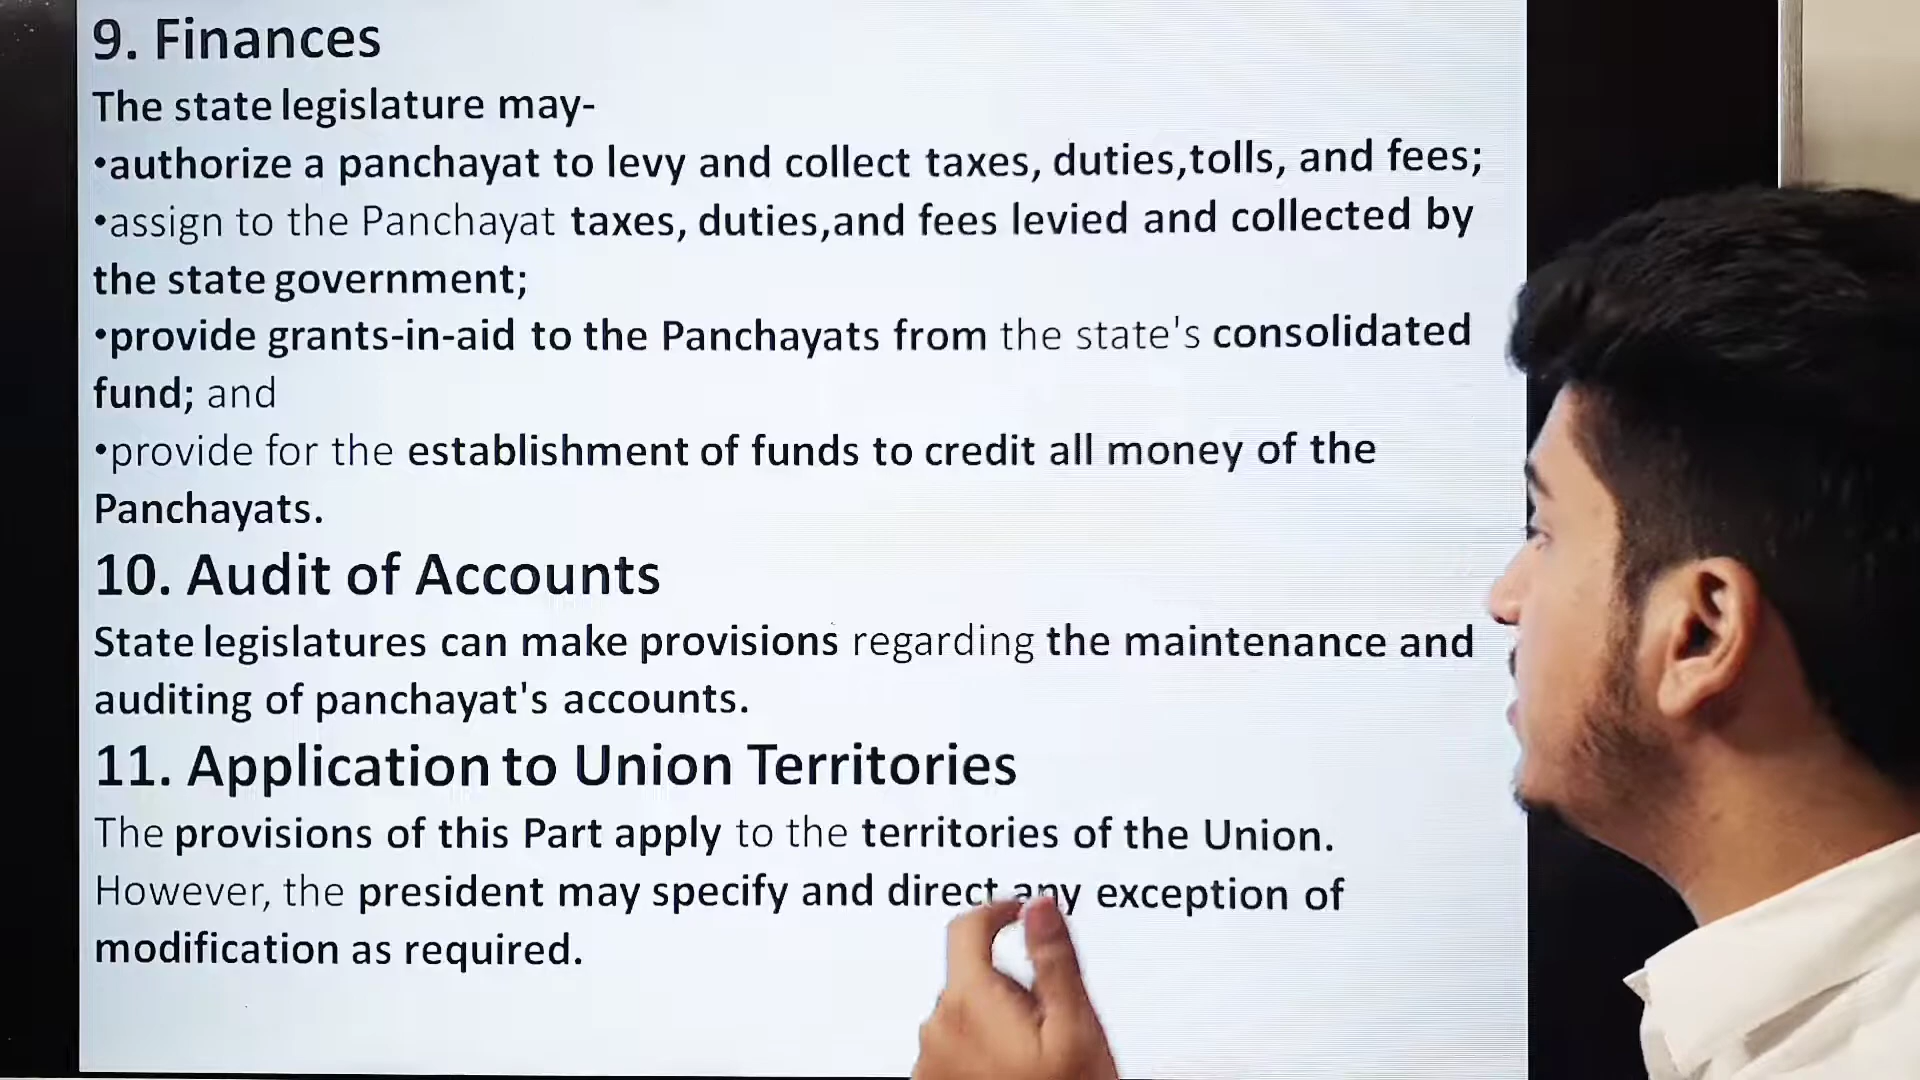 9. Finances
The state legislature may-
•authorize a panchayat to levy and collect taxes, duties,tolls, and fees;
•assign to the Panchayat taxes, duties,and fees levied and collected by
the state government;
•provide grants-in-aid to the Panchayats from the state's consolidated
fund; and
•provide for the establishment of funds to credit all money of the
Panchayats.
10. Audit of Accounts
State legislatures can make provisions regarding the maintenance and
auditing of panchayat's accounts.
11. Application to Union Territories
The provisions of this Part apply to the territories of the Union.
However, the president may specify and direct any exception of
modification as required.